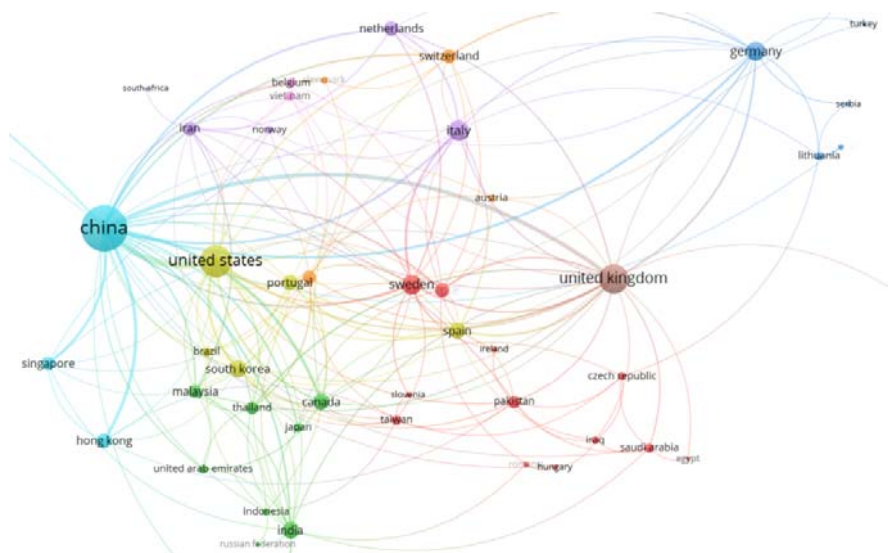 netherlands
turkey
switzerland
germany
belgium
south africa
vietnam
serbia
iran
norway
italy
lithuania
austria
china
united states
united kingdom
portugal
sweden
spain
brazil
ireland
singapore
south korea
czech republic
malaysia
slovenia
thailand
canada
pakistan
taiwan
japan
hong kong
iraq
saudi arabia
egypt
united arab emirates
hungary
indonesia
india
russian federation